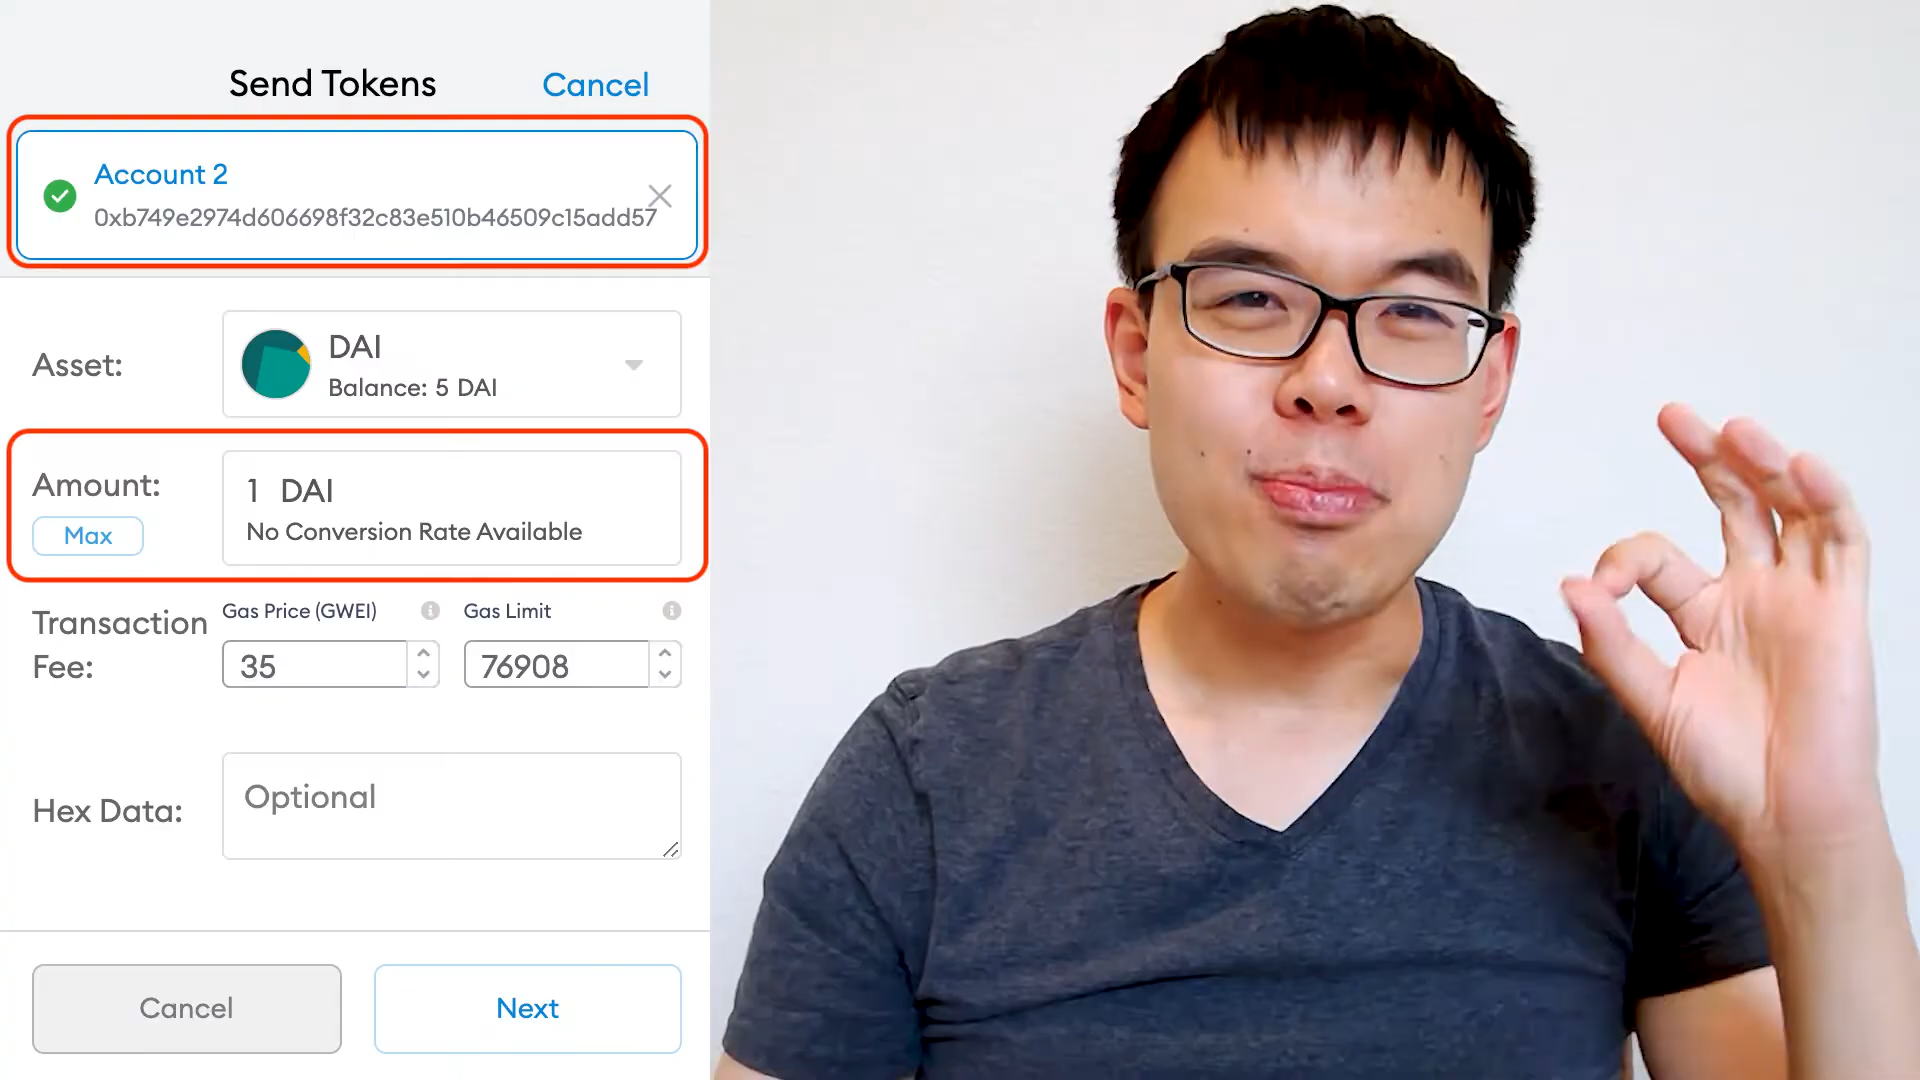 Send Tokens Cancel
Account 2
0xb749e2974d606698f32c83e510b46509c15add57
Asset:
DAI
Balance: 5 DAI
Amount:
Max
1 DAI
No Conversion Rate Available
Transaction Fee:
Gas Price (GWEI)
35
Gas Limit
76908
Hex Data:
Optional
Cancel
Next